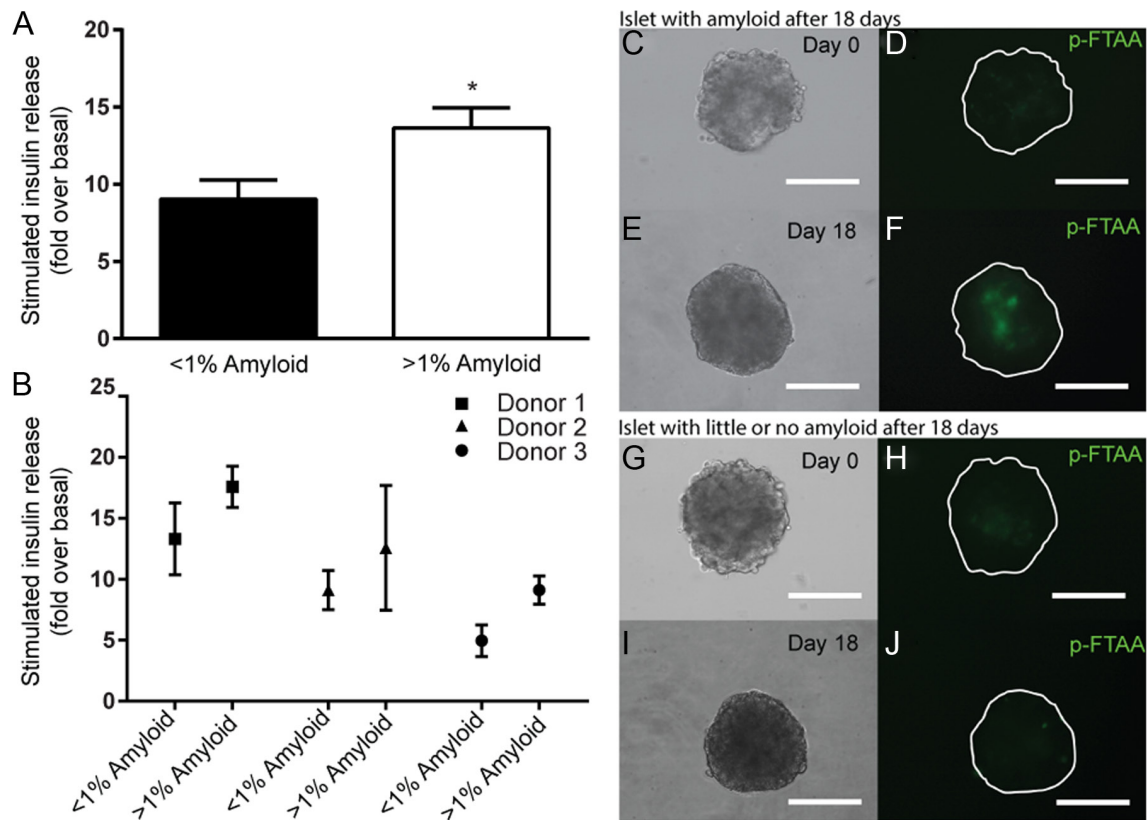 A
Stimulated insulin release
(fold over basal)
20
15
10
5
0
*
<1% Amyloid
>1% Amyloid
B
Stimulated insulin release
(fold over basal)
25
20
15
10
5
0
Donor 1
Donor 2
Donor 3
<1% Amyloid
>1% Amyloid
<1% Amyloid
>1% Amyloid
<1% Amyloid
>1% Amyloid
Islet with amyloid after 18 days
C
Day 0
D
p-FTAA
E
Day 18
F
p-FTAA
Islet with little or no amyloid after 18 days
G
Day 0
H
p-FTAA
I
Day 18
J
p-FTAA